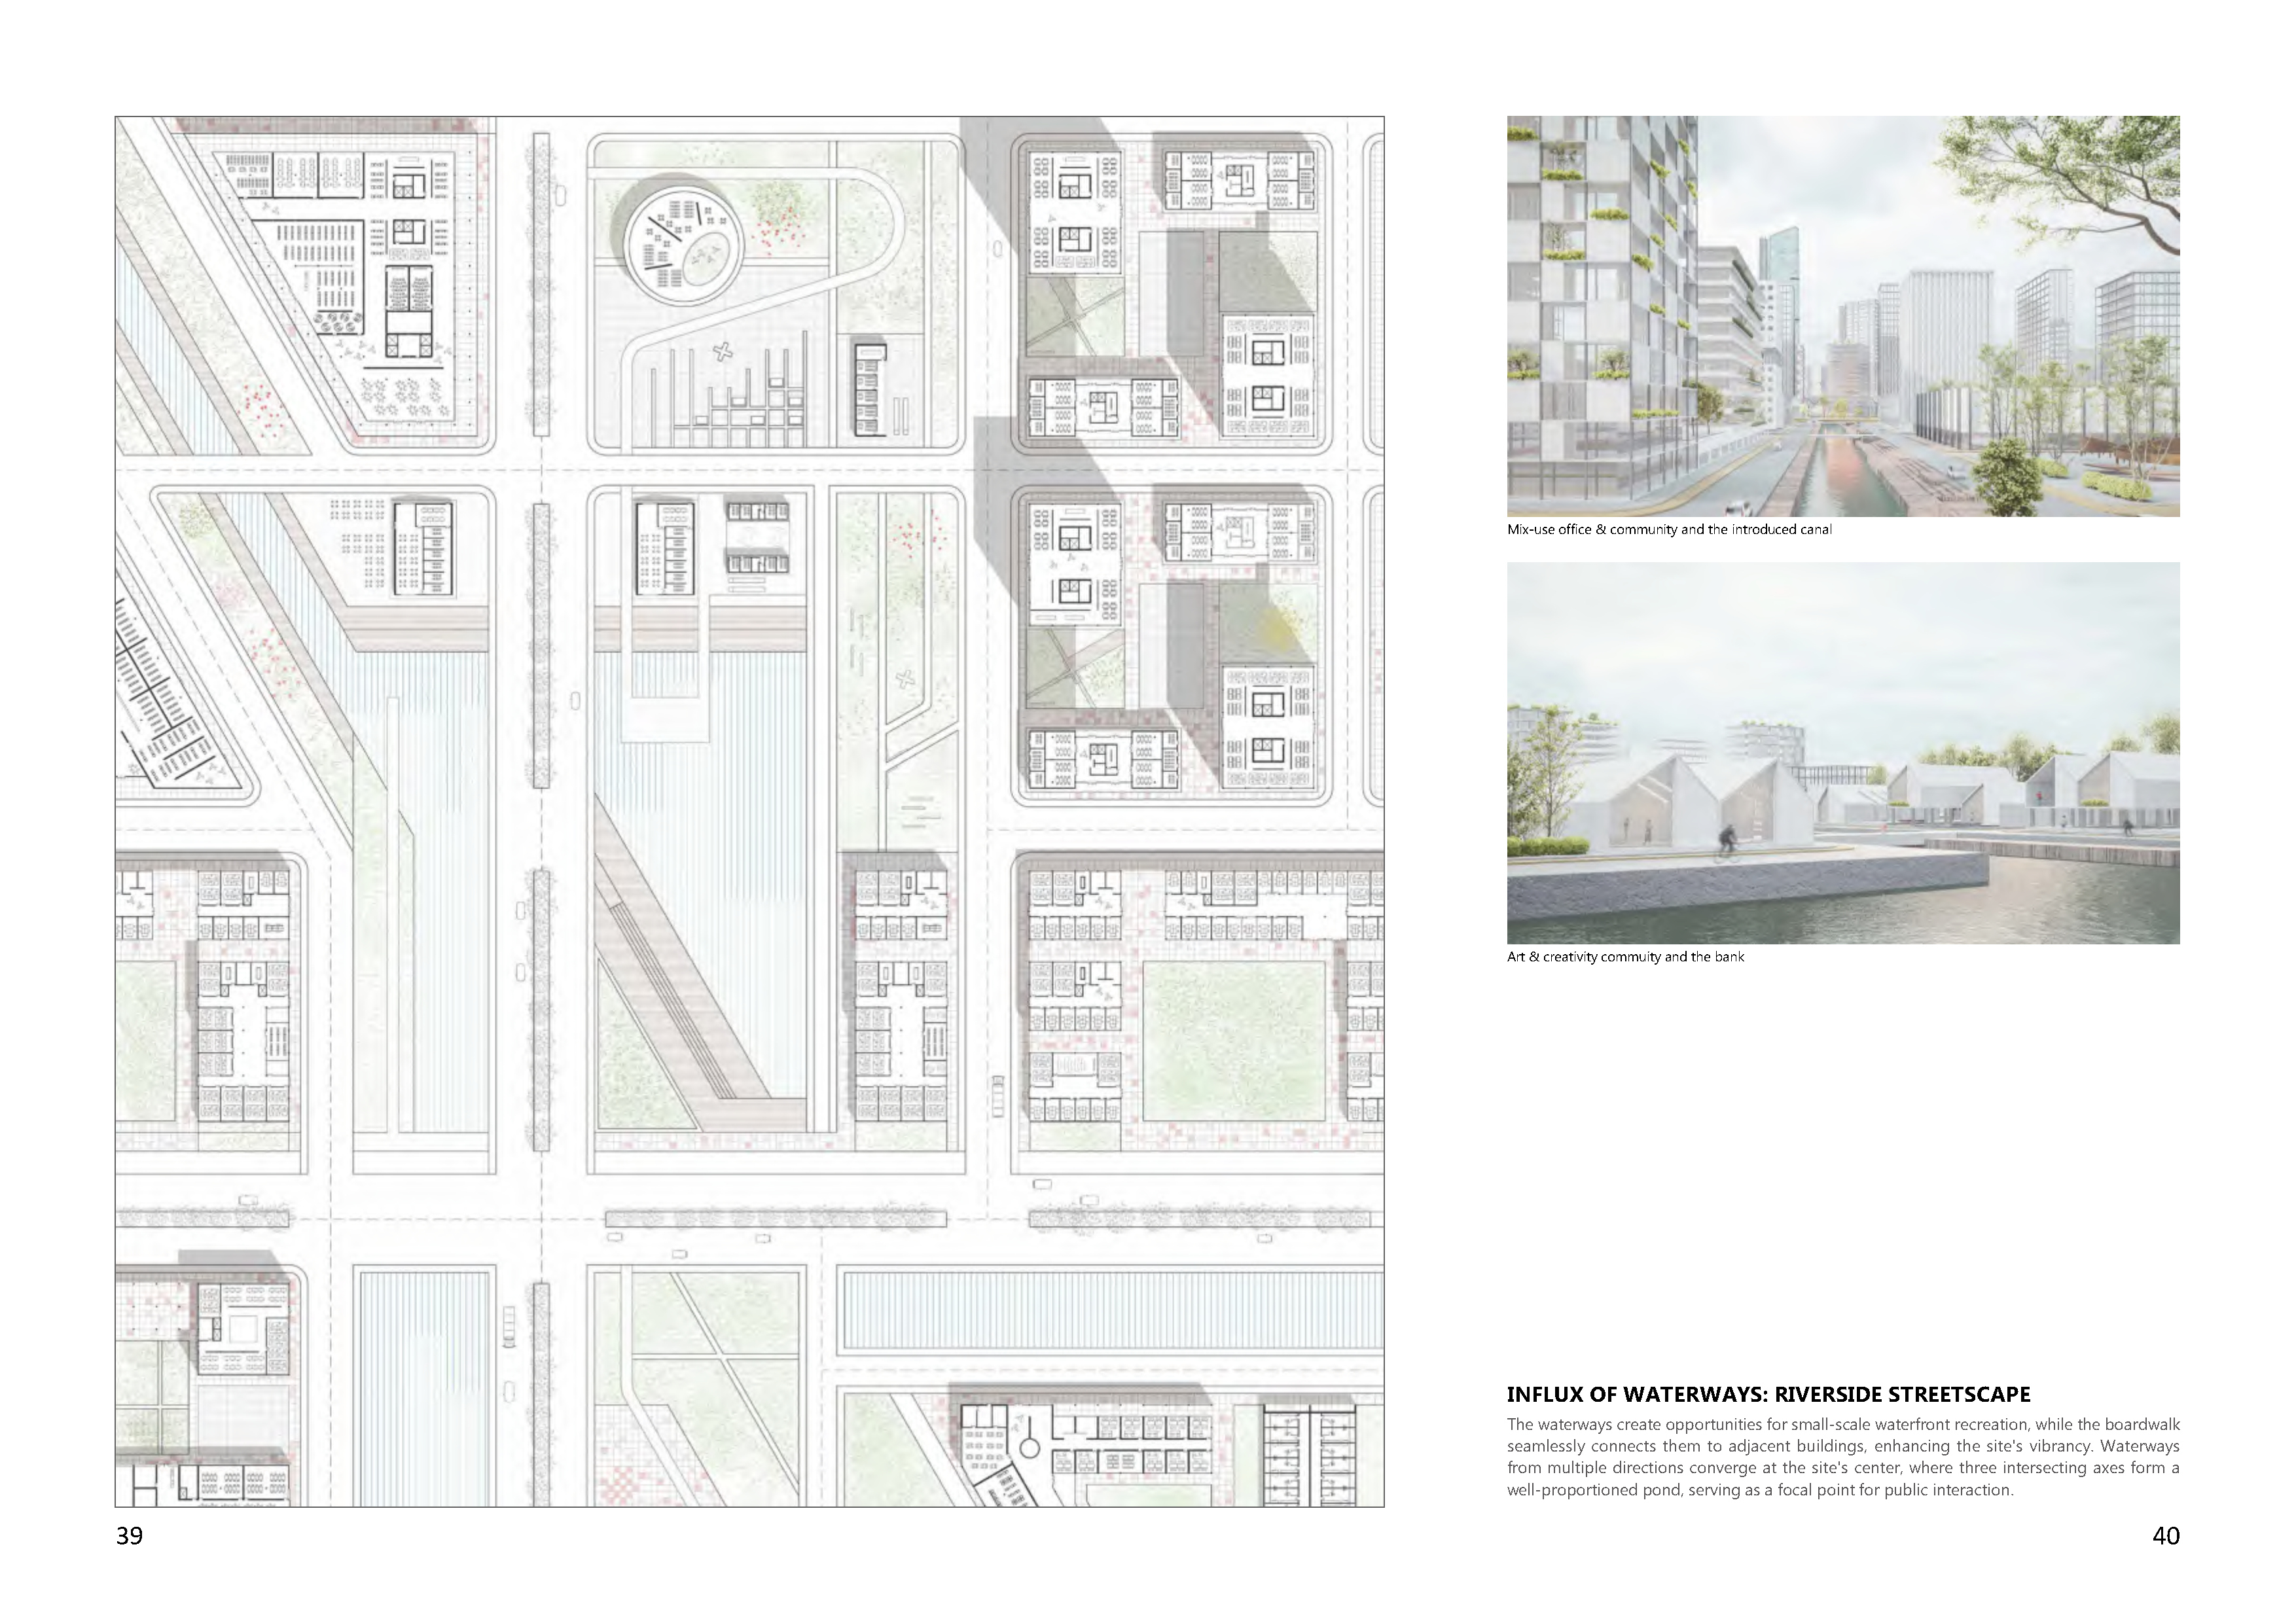 Mix-use office & community and the introduced canal
Art & creativity commuity and the bank
INFLUX OF WATERWAYS: RIVERSIDE STREETSCAPE
The waterways create opportunities for small-scale waterfront recreation, while the boardwalk
seamlessly connects them to adjacent buildings, enhancing the site's vibrancy. Waterways
from multiple directions converge at the site's center, where three intersecting axes form a
well-proportioned pond, serving as a focal point for public interaction.
39
40